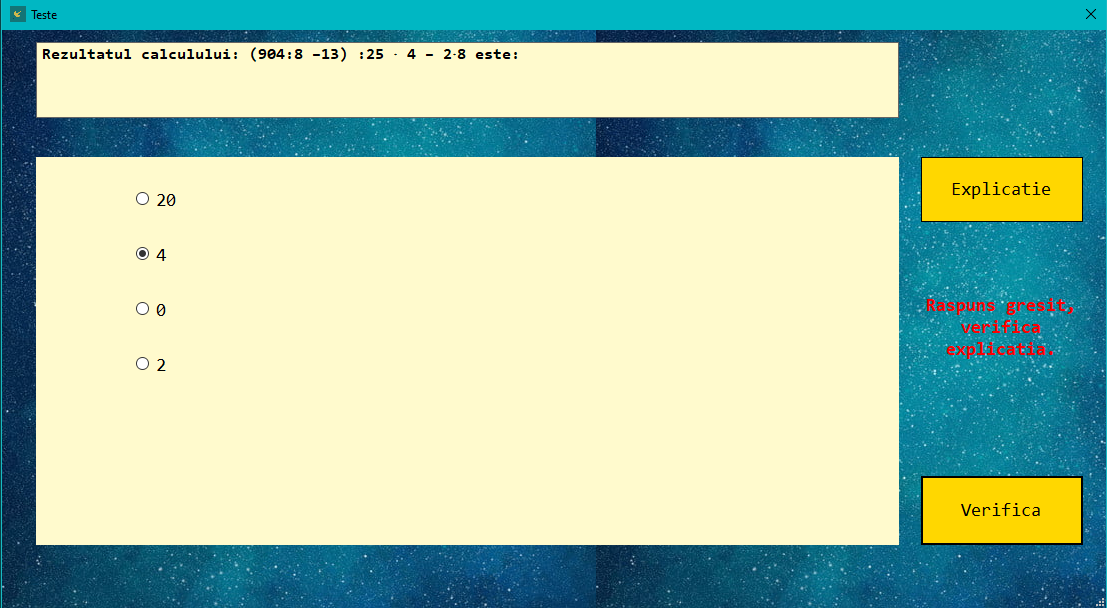 Teste
Rezultatul calculului: (904:8 -13) :25 · 4 - 2·8 este:
20
4
0
2
Explicatie
Raspuns gresit,
verifica
explicatia.
Verifica